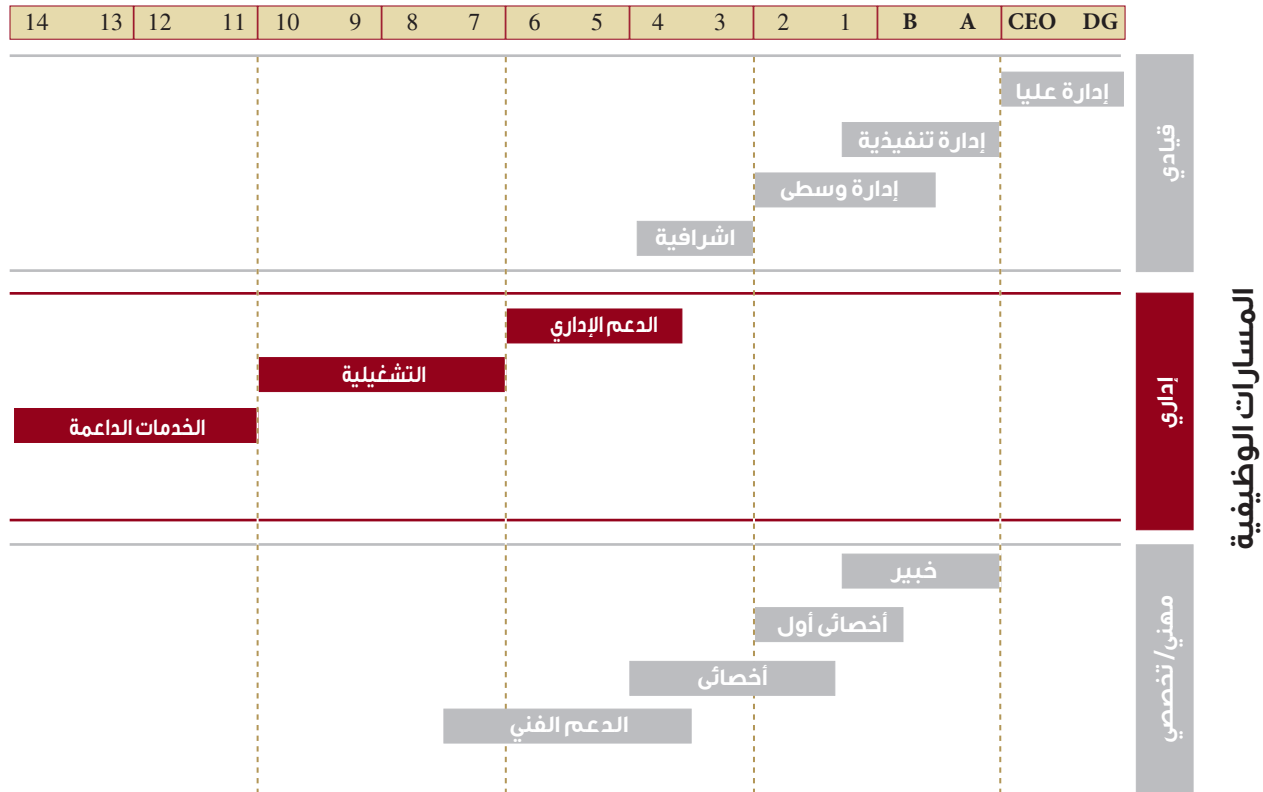 14 13 12 11 10 9 8 7 6 5 4 3 2 1 B A CEO DG
المسارات الوظيفية
قيادي
إدارة عليا
إدارة تنفيذية
إدارة وسطى
اشرافية
إداري
الدعم الإداري
التشغيلية
الخدمات الداعمة
مهني/ تخصصي
خبير
أخصائى أول
أخصائى
الدعم الفني